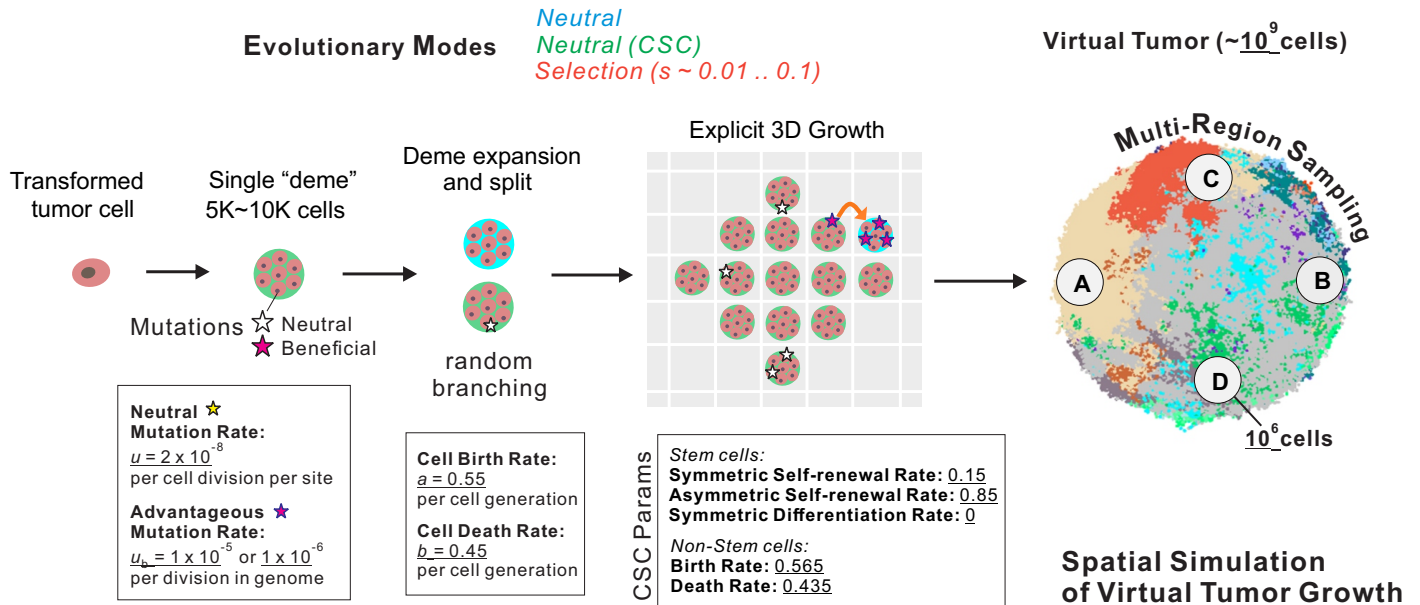 Evolutionary Modes
Neutral
Neutral (CSC)
Selection (s ~ 0.01 .. 0.1)
Virtual Tumor (~10^9 cells)
Transformed
tumor cell
Single “deme”
5K~10K cells
Mutations
Neutral
Beneficial
Deme expansion
and split
random
branching
Explicit 3D Growth
Multi-Region Sampling
A
B
C
D
10^6 cells
Neutral
Mutation Rate:
u = 2 x 10^-8
per cell division per site
Advantageous
Mutation Rate:
u_b = 1 x 10^-5 or 1 x 10^-6
per division in genome
Cell Birth Rate:
a = 0.55
per cell generation
Cell Death Rate:
b = 0.45
per cell generation
CSC Params
Stem cells:
Symmetric Self-renewal Rate: 0.15
Asymmetric Self-renewal Rate: 0.85
Symmetric Differentiation Rate: 0
Non-Stem cells:
Birth Rate: 0.565
Death Rate: 0.435
Spatial Simulation
of Virtual Tumor Growth